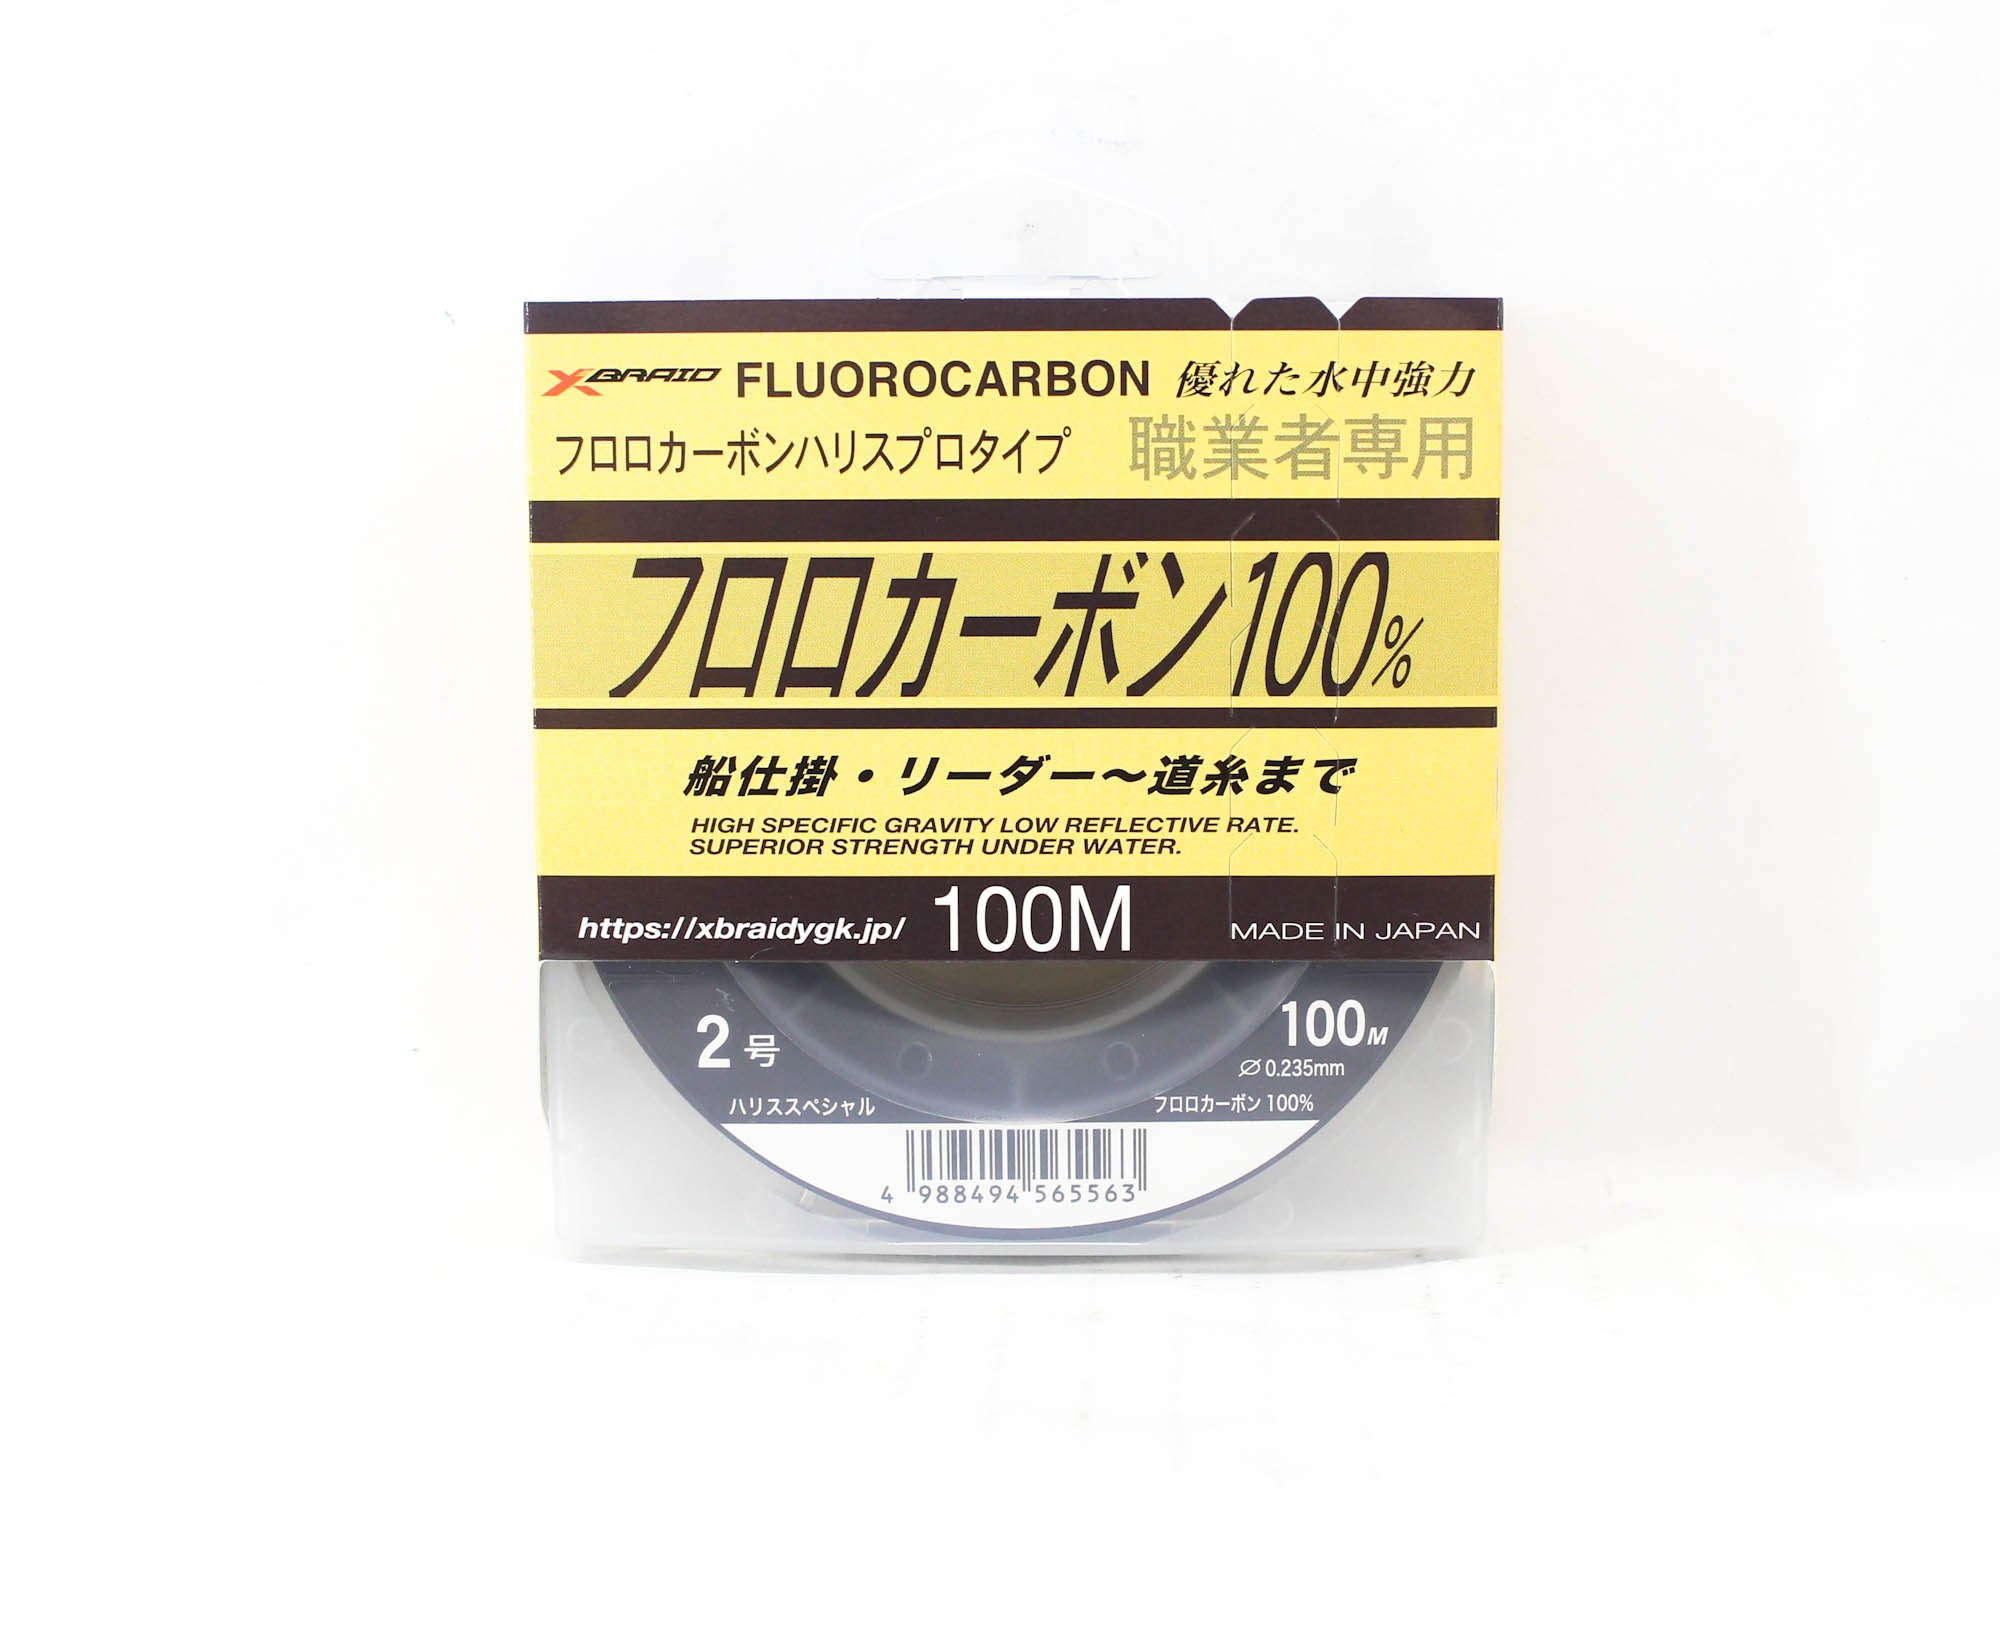 X-BRAID FLUOROCARBON 優れた水中強力
フロロカーボンハリスプロタイプ 職業者専用
フロロカーボン100%
船仕掛・リーダー〜道糸まで
HIGH SPECIFIC GRAVITY LOW REFLECTIVE RATE.
SUPERIOR STRENGTH UNDER WATER.
https://xbraidygk.jp/ 100M MADE IN JAPAN
2号 100M
∅ 0.235mm
ハリススペシャル フロロカーボン 100%
4 988494 565563